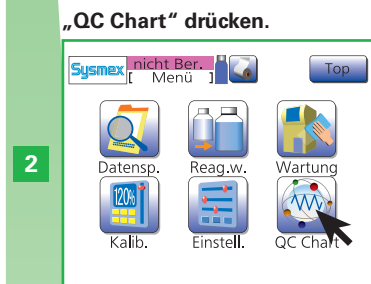 „QC Chart“ drücken.
2
Sysmex nicht Ber.
[ Menü ]
Top
Datensp. Reag.w. Wartung
120%
Kalib. Einstell. QC Chart